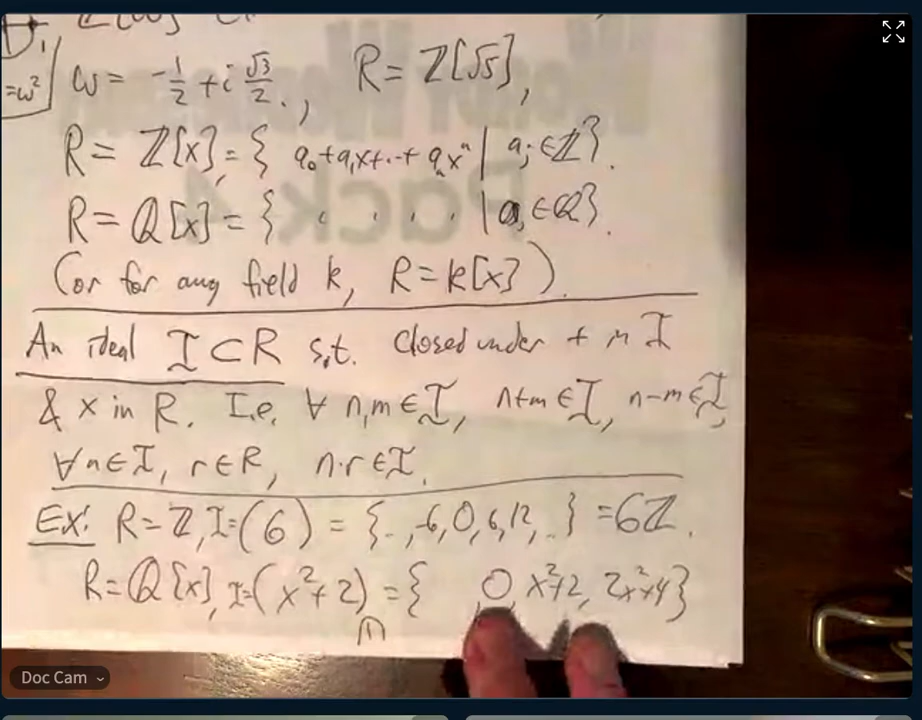 =ω² ω = -1/2 + i √3/2 . , R = Z[√5],
R = Z[x], = { a₀+a₁x+..+ aₙxⁿ | aᵢ ∈ Z}.
R = Q[x] = { . . . . | aᵢ ∈ Q}.
(or for any field k, R = k[x]).
An ideal I ⊂ R s.t. closed under + in I
& × in R. I.e. ∀ n,m ∈ I, n+m ∈ I, n-m ∈ I,
∀ n ∈ I, r ∈ R, n·r ∈ I.
Ex: R = Z, I = (6) = {.., -6, 0, 6, 12, ..} = 6Z.
R = Q[x], I = (x²+2) = { 0 x²+2, 2x²+4}
Doc Cam